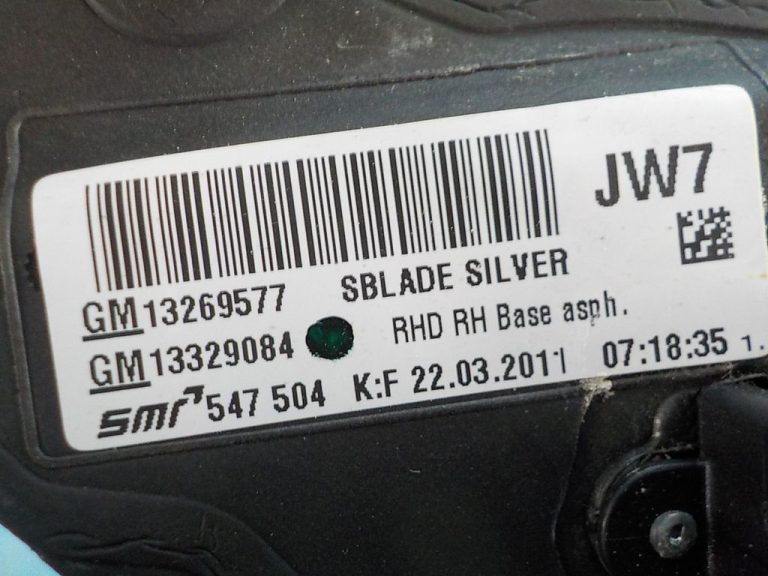 JW7
GM13269577 SBLADE SILVER
GM13329084 RHD RH Base asph.
smr 547 504 K:F 22.03.2011 07:18:35 1.